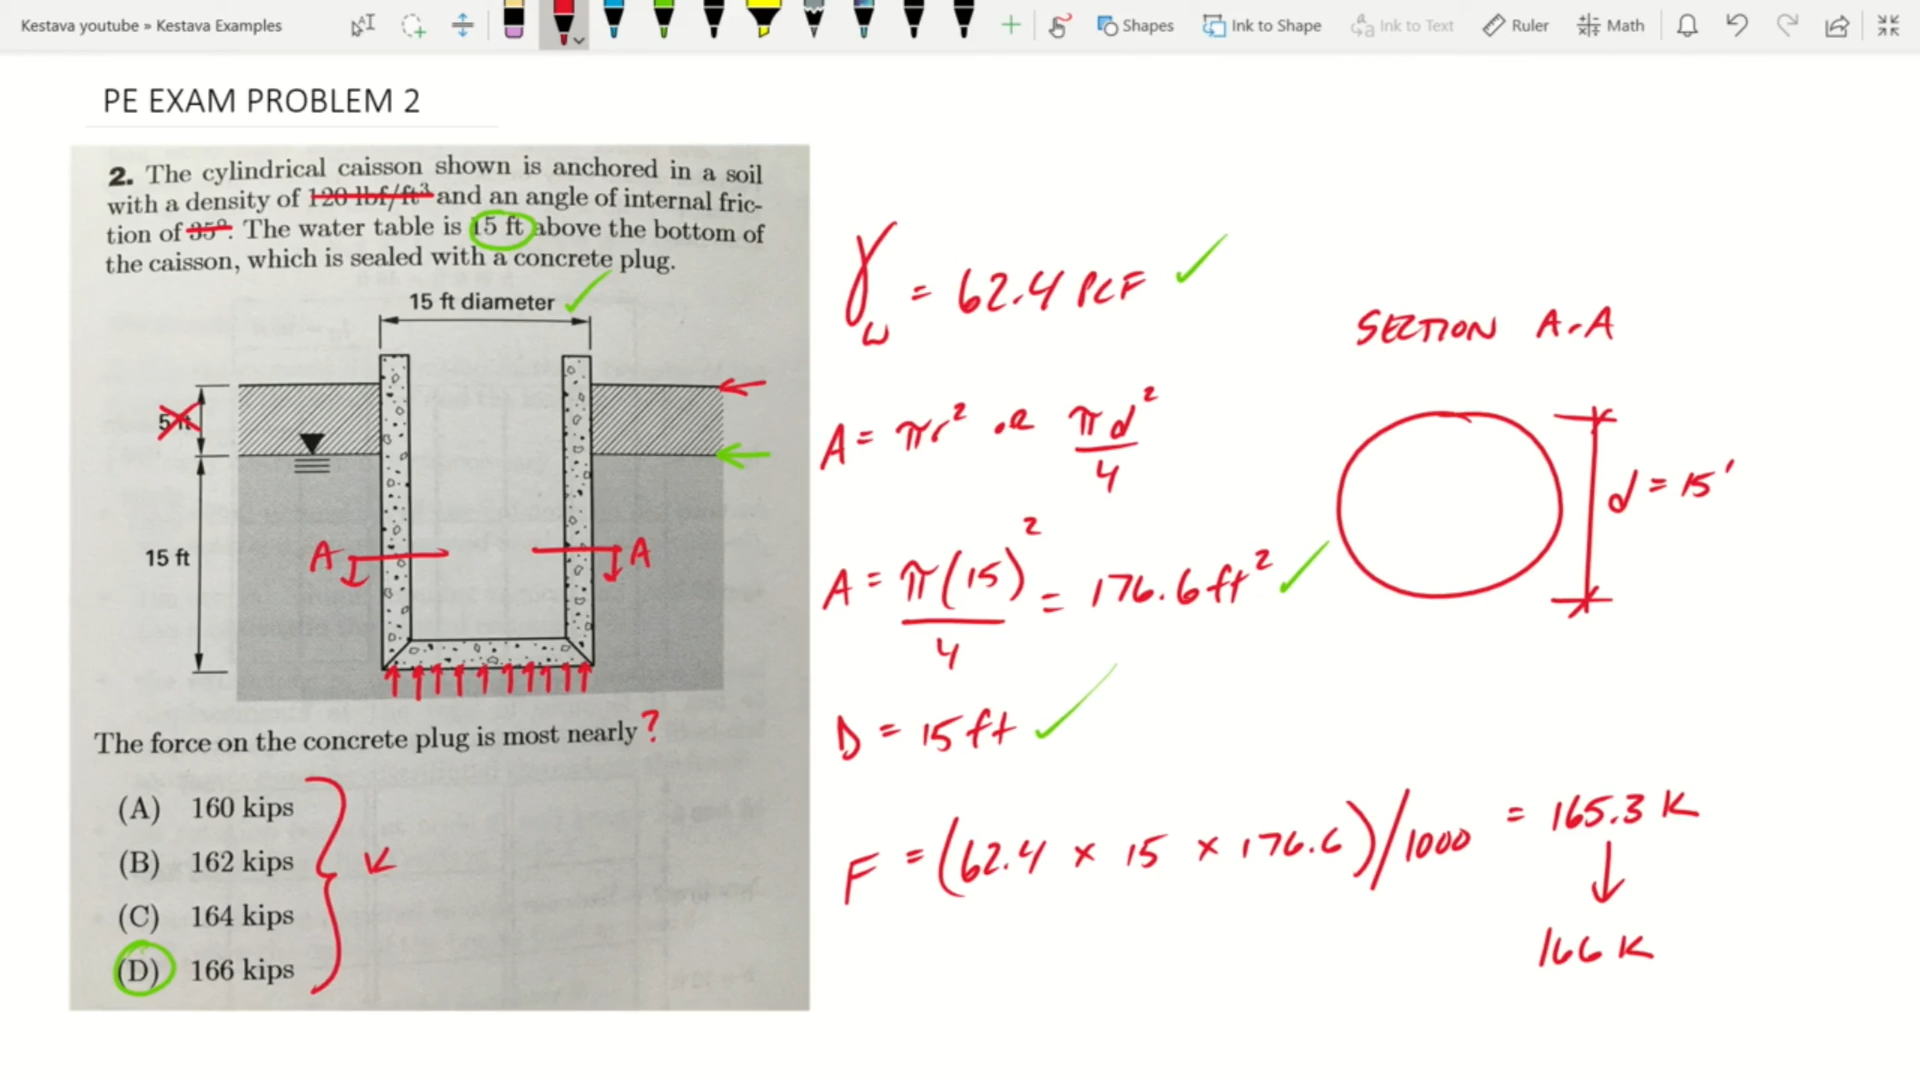 Kestava youtube » Kestava Examples
Shapes
Ink to Shape
Ink to Text
Ruler
Math
PE EXAM PROBLEM 2
2. The cylindrical caisson shown is anchored in a soil
with a density of 120 lbf/ft³ and an angle of internal fric-
tion of 35°. The water table is 15 ft above the bottom of
the caisson, which is sealed with a concrete plug.
15 ft diameter
5 ft
15 ft
A
A
The force on the concrete plug is most nearly ?
(A) 160 kips
(B) 162 kips
(C) 164 kips
(D) 166 kips
K
γw = 62.4 PCF
A = πr² OR πd²/4
A = π(15)²/4 = 176.6 ft²
D = 15 ft
F = (62.4 x 15 x 176.6)/1000 = 165.3 K
166 K
SECTION A-A
d = 15'